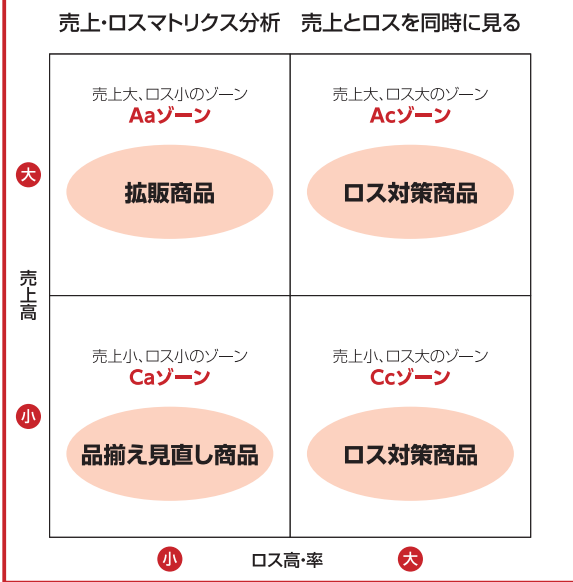 売上・ロスマトリクス分析 売上とロスを同時に見る
売上大、ロス小のゾーン
Aaゾーン
拡販商品
売上大、ロス大のゾーン
Acゾーン
ロス対策商品
大
売上高
売上小、ロス小のゾーン
Caゾーン
品揃え見直し商品
売上小、ロス大のゾーン
Ccゾーン
ロス対策商品
小
小
ロス高・率
大